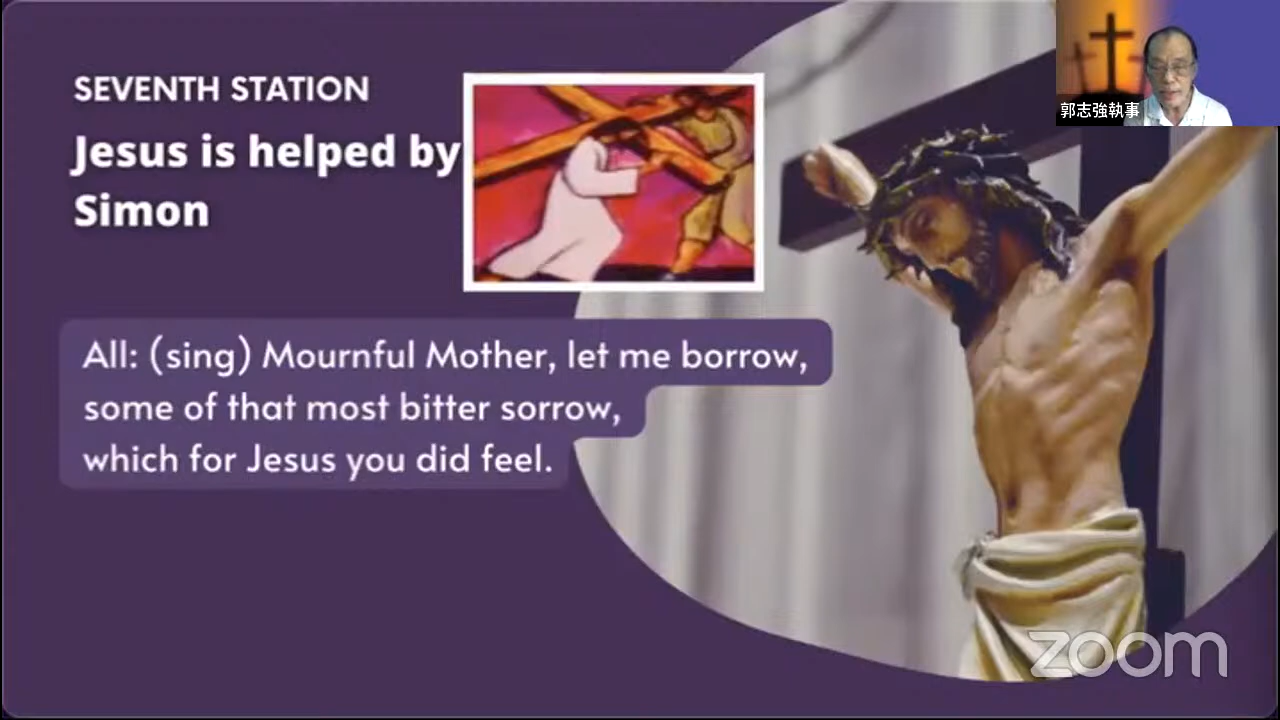 SEVENTH STATION
Jesus is helped by
Simon
All: (sing) Mournful Mother, let me borrow,
some of that most bitter sorrow,
which for Jesus you did feel.
郭志強執事
zoom